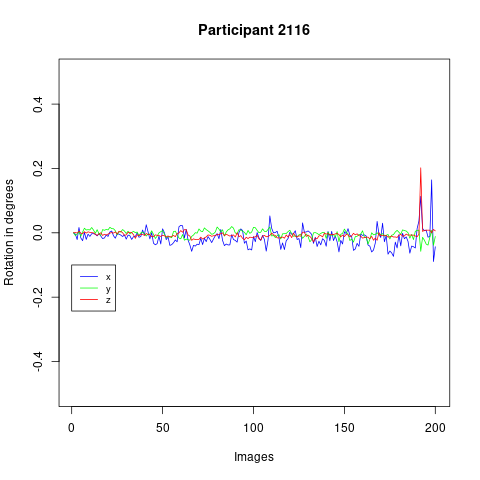 Participant 2116
Rotation in degrees
0.4
0.2
0.0
-0.2
-0.4
x
y
z
0 50 100 150 200
Images